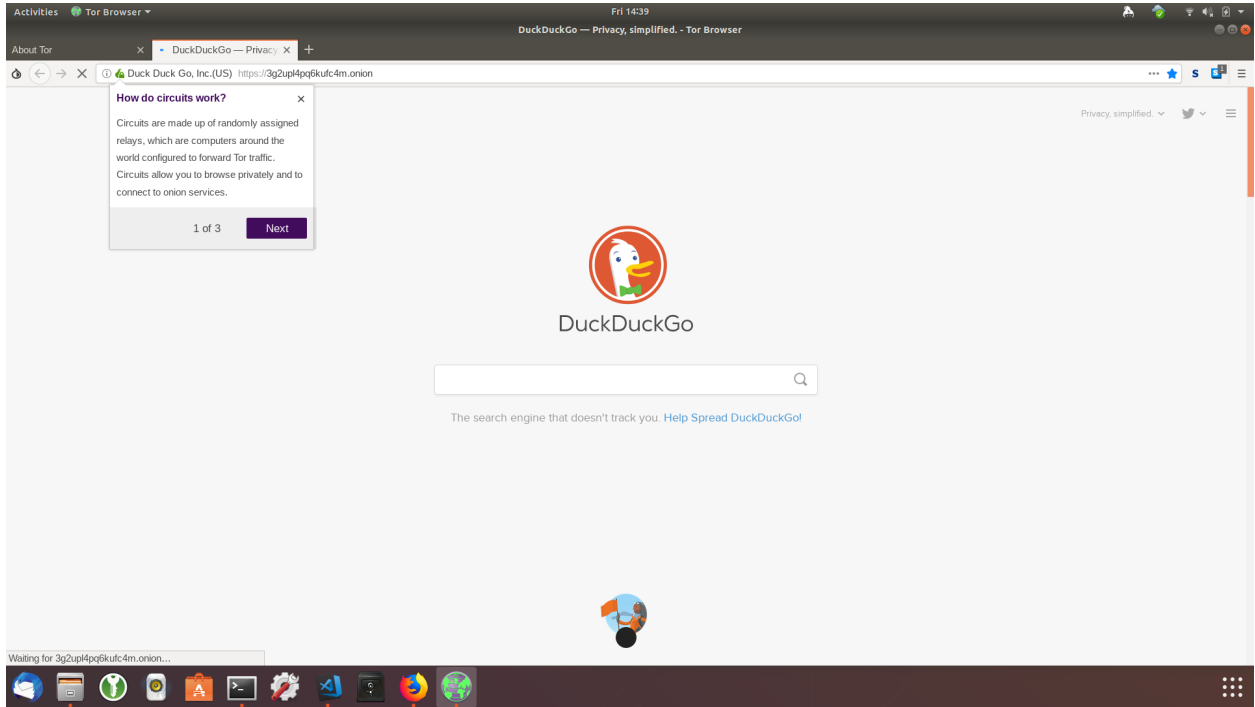 Activities Tor Browser Fri 14:39
DuckDuckGo — Privacy, simplified. - Tor Browser
About Tor DuckDuckGo — Privacy
Duck Duck Go, Inc.(US) https://3g2upl4pq6kufc4m.onion S S 1
How do circuits work?
Privacy, simplified.
Circuits are made up of randomly assigned
relays, which are computers around the
world configured to forward Tor traffic.
Circuits allow you to browse privately and to
connect to onion services.
1 of 3 Next
DuckDuckGo
The search engine that doesn't track you. Help Spread DuckDuckGo!
Waiting for 3g2upl4pq6kufc4m.onion…